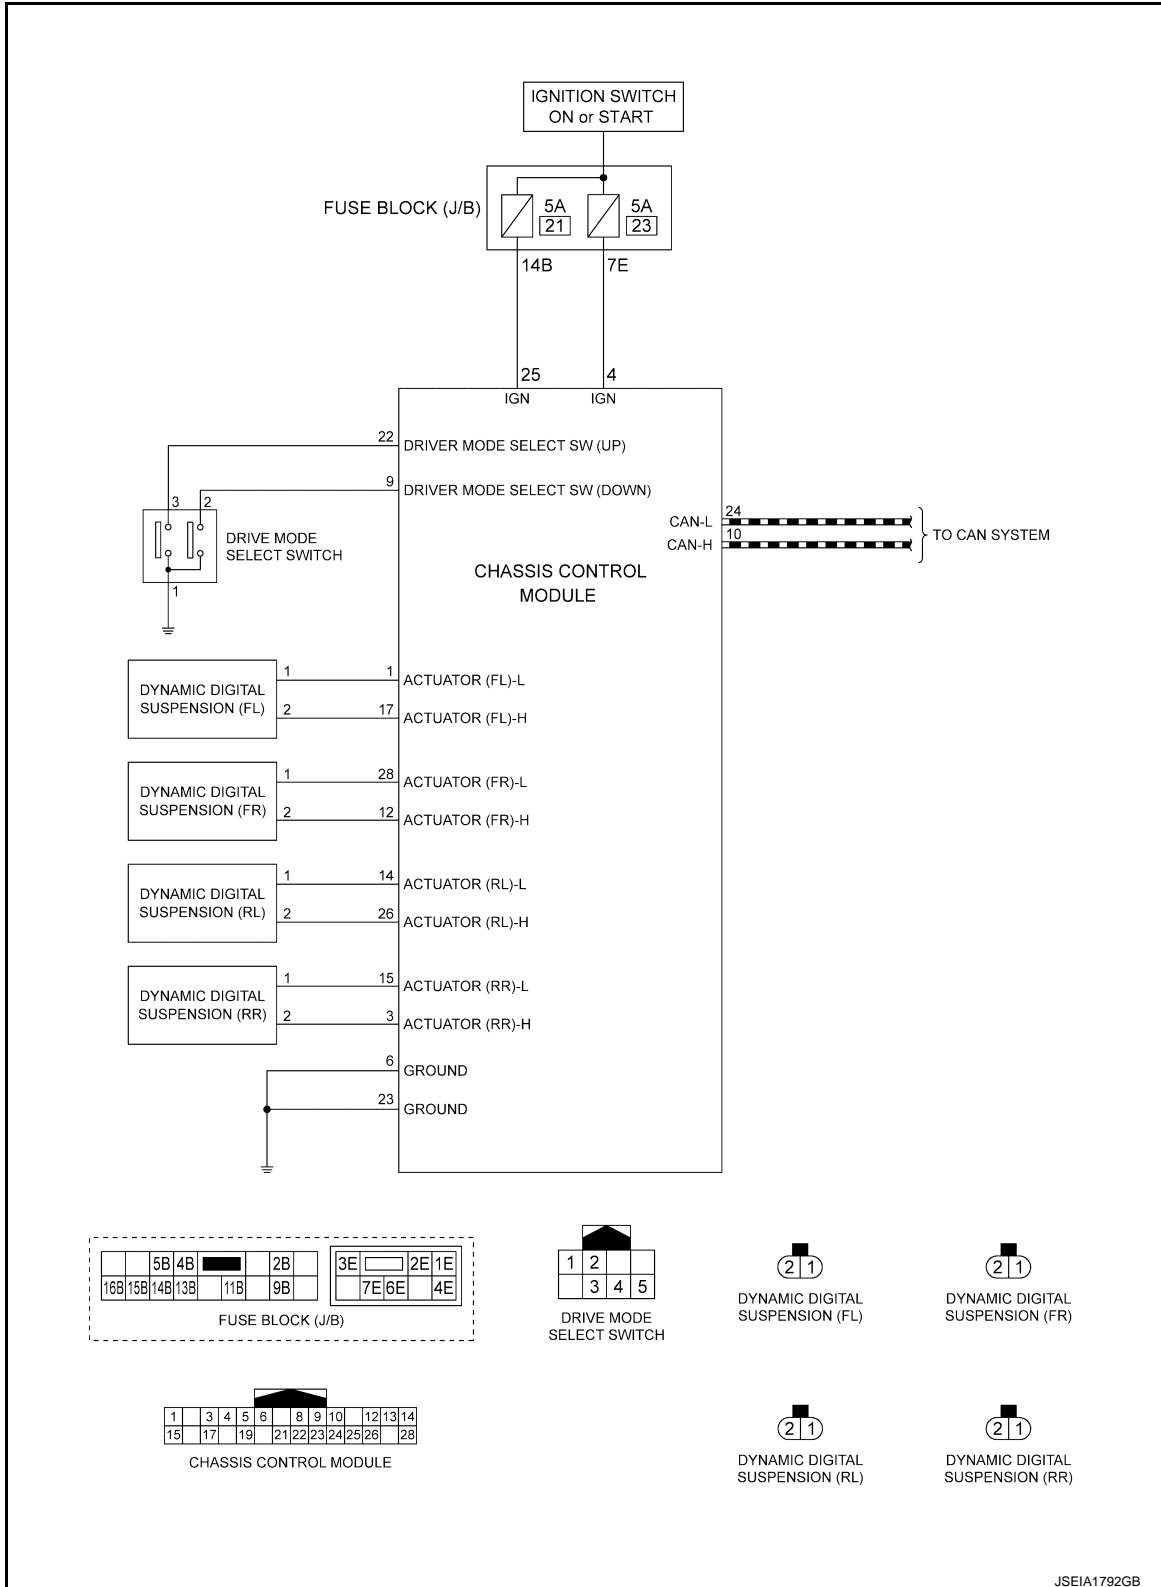 IGNITION SWITCH
ON or START
FUSE BLOCK (J/B)
5A
21
5A
23
14B
7E
25
4
IGN
IGN
22
DRIVER MODE SELECT SW (UP)
9
DRIVER MODE SELECT SW (DOWN)
3
2
DRIVE MODE
SELECT SWITCH
1
CAN-L
24
CAN-H
10
TO CAN SYSTEM
CHASSIS CONTROL
MODULE
DYNAMIC DIGITAL
SUSPENSION (FL)
1
1
ACTUATOR (FL)-L
2
17
ACTUATOR (FL)-H
DYNAMIC DIGITAL
SUSPENSION (FR)
1
28
ACTUATOR (FR)-L
2
12
ACTUATOR (FR)-H
DYNAMIC DIGITAL
SUSPENSION (RL)
1
14
ACTUATOR (RL)-L
2
26
ACTUATOR (RL)-H
DYNAMIC DIGITAL
SUSPENSION (RR)
1
15
ACTUATOR (RR)-L
2
3
ACTUATOR (RR)-H
6
GROUND
23
GROUND
5B 4B 2B
16B 15B 14B 13B 11B 9B
3E 2E 1E
7E 6E 4E
FUSE BLOCK (J/B)
1 2
3 4 5
DRIVE MODE
SELECT SWITCH
2 1
DYNAMIC DIGITAL
SUSPENSION (FL)
2 1
DYNAMIC DIGITAL
SUSPENSION (FR)
1 3 4 5 6 8 9 10 12 13 14
15 17 19 21 22 23 24 25 26 28
CHASSIS CONTROL MODULE
2 1
DYNAMIC DIGITAL
SUSPENSION (RL)
2 1
DYNAMIC DIGITAL
SUSPENSION (RR)
JSEIA1792GB